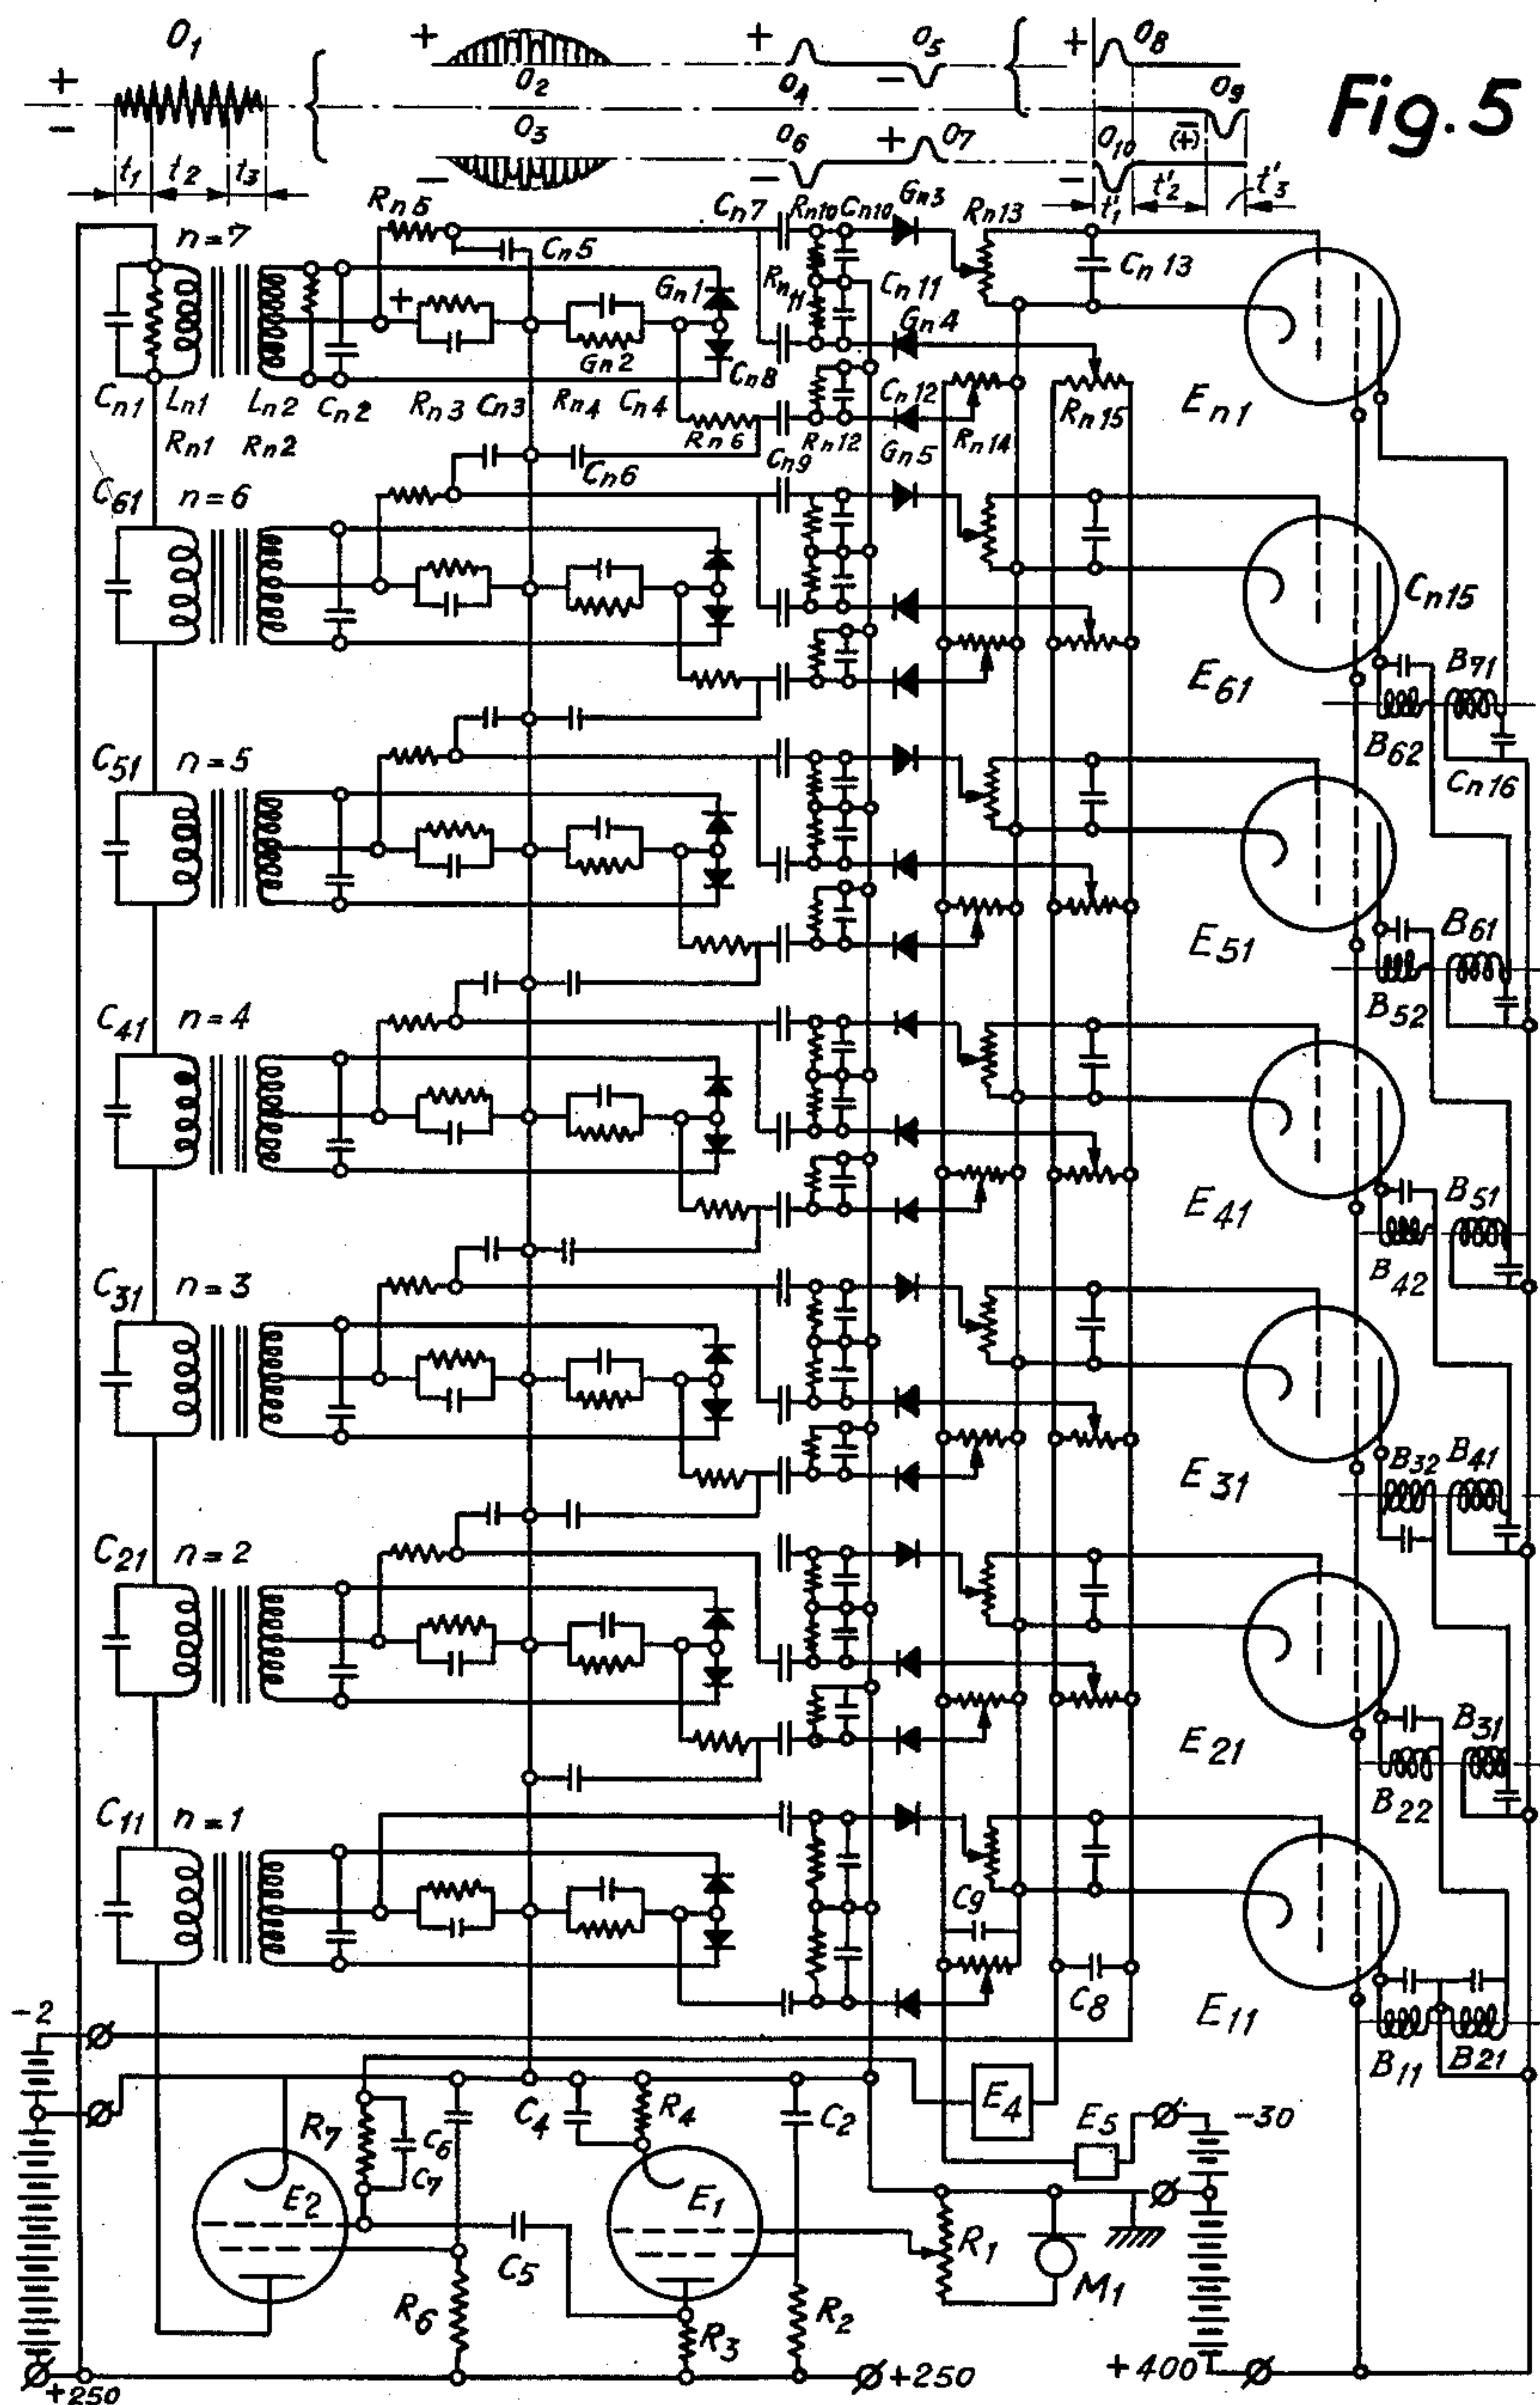 Fig. 5
O1
+
-
t1 t2 t3
+
O2
O3
-
+
O4
-
O5
O6
-
+
O7
+
O8
O9
O10
(+)
-
t'1 t'2 t'3
n=7
Rn5
Cn5
Cn7
Rn10 Cn10
Gn3
Rn13
Cn13
+
Gn1
Rn11
Cn11
Gn4
Gn2
Cn8
Cn12
Cn1 Ln1 Ln2 Cn2 Rn3 Cn3 Rn4 Cn4
Rn1 Rn2
Rn6
Rn12
Cn9
Gn5
Rn14
Rn15
En1
Cn6
C61 n=6
Cn15
E61
B71
B62
Cn16
C51 n=5
E51
B61
B52
C41 n=4
E41
B51
B42
C31 n=3
E31
B32 B41
C21 n=2
E21
B31
B22
C11 n=1
C9
C8
E11
B11 B21
-2
R7
C6
C7
C4
R4
C2
E4
E5
-30
E2
E1
C5
R1
M1
R6
R3
R2
+250
+250
+400